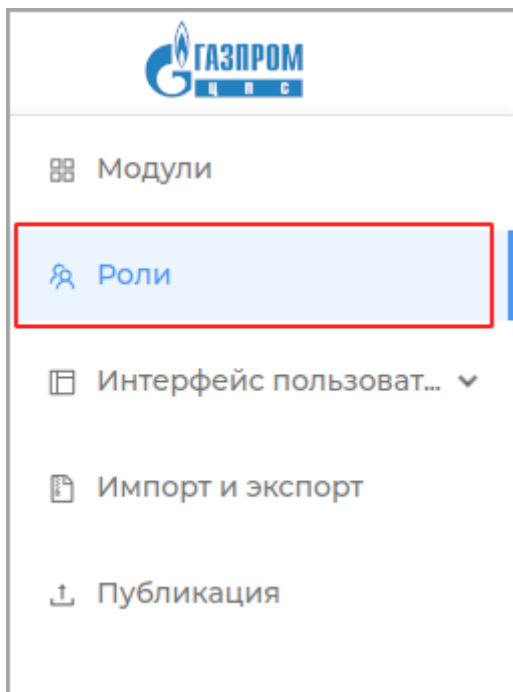 ГАЗПРОМ
ЦПС
Модули
Роли
Интерфейс пользоват...
Импорт и экспорт
Публикация